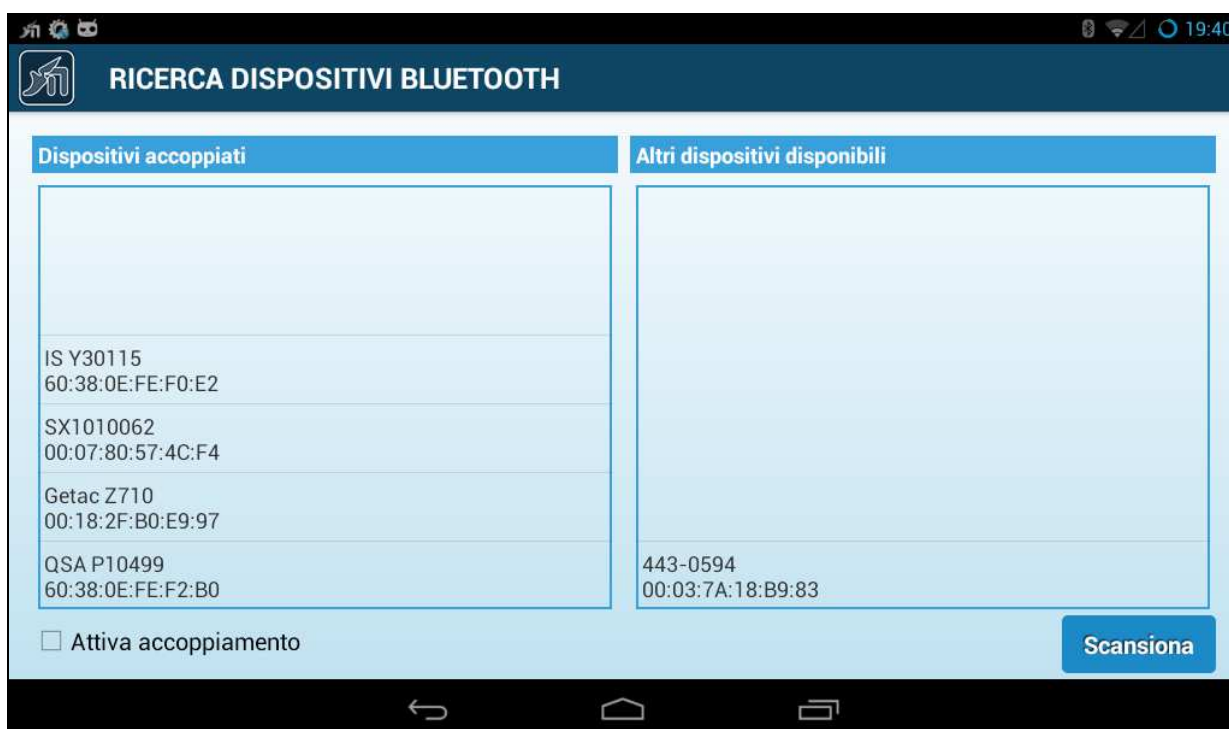 19:40
RICERCA DISPOSITIVI BLUETOOTH
Dispositivi accoppiati
Altri dispositivi disponibili
IS Y30115
60:38:0E:FE:F0:E2
SX1010062
00:07:80:57:4C:F4
Getac Z710
00:18:2F:B0:E9:97
QSA P10499
60:38:0E:FE:F2:B0
443-0594
00:03:7A:18:B9:83
Attiva accoppiamento
Scansiona